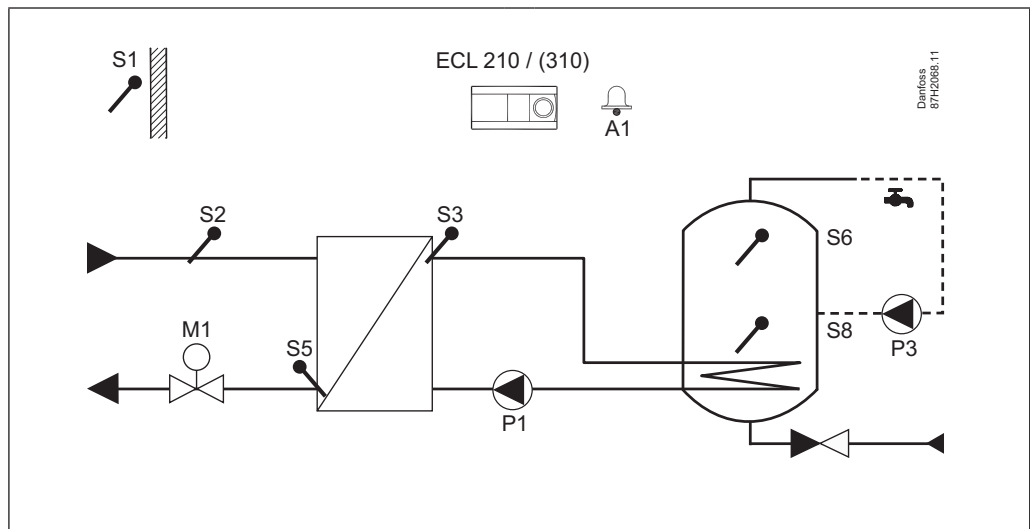 S1
ECL 210 / (310)
A1
Danfoss
87H2068.11
S2
S3
S6
M1
S5
S8
P3
P1